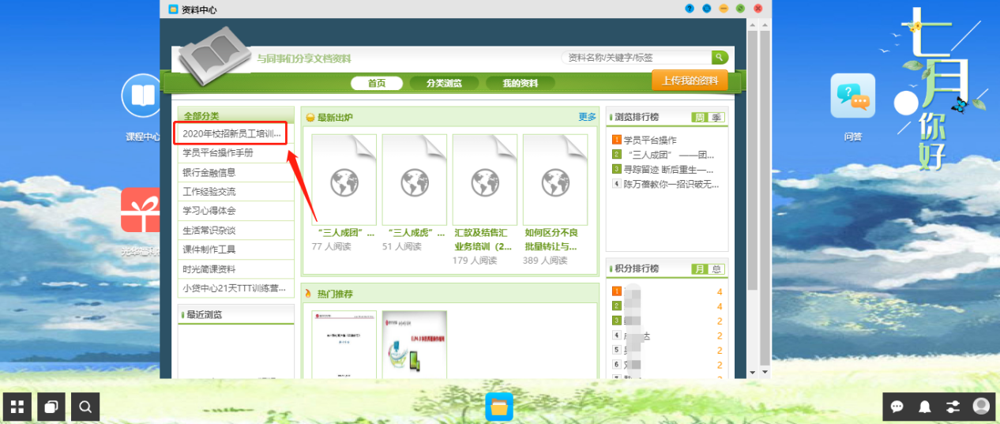 资料中心
与同事们分享文档资料
资料名称/关键字/标签
首页
分类浏览
我的资料
上传我的资料
全部分类
2020年校招新员工培训...
学员平台操作手册
银行金融信息
工作经验交流
学习心得体会
生活常识杂谈
课件制作工具
时光简课资料
小贷中心21天TTT训练营...
最近浏览
最新出炉
更多
“三人成团” ...
77 人阅读
“三人成虎” ...
51 人阅读
汇款及结售汇
业务培训（2...
179 人阅读
如何区分不良
批量转让与...
389 人阅读
热门推荐
浏览排行榜
周 季
1 学员平台操作
2 “三人成团” ——团...
3 寻踪留迹 断后重生—...
4 陈万蓓教你一招识破无...
积分排行榜
月 总
1 4
2 4
3 2
4 达 2
5 2
6 2
课程中心
问答
七月你好